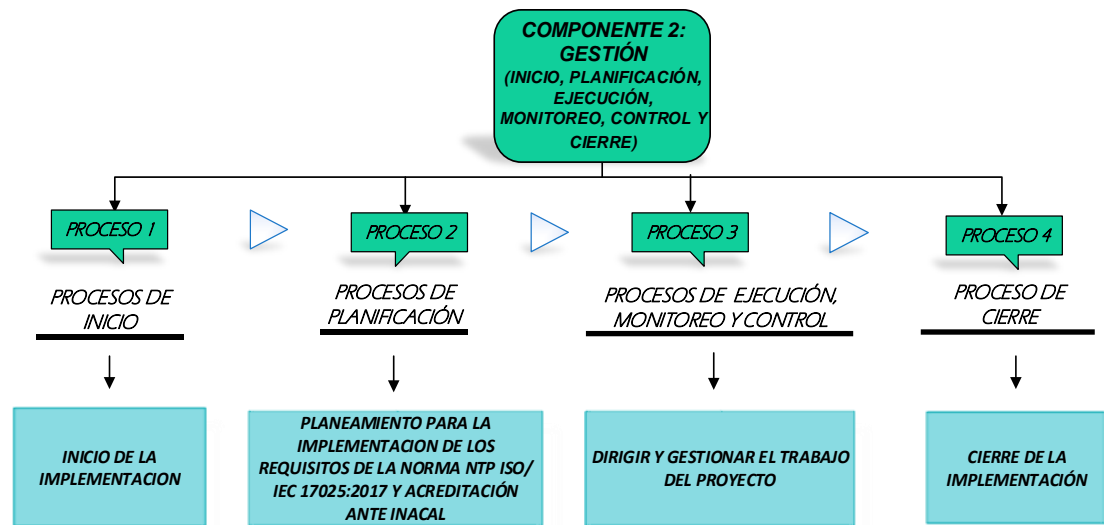 COMPONENTE 2:
GESTIÓN
(INICIO, PLANIFICACIÓN,
EJECUCIÓN,
MONITOREO, CONTROL Y
CIERRE)
PROCESO 1
PROCESO 2
PROCESO 3
PROCESO 4
PROCESOS DE
INICIO
PROCESOS DE
PLANIFICACIÓN
PROCESOS DE EJECUCIÓN,
MONITOREO Y CONTROL
PROCESO DE
CIERRE
INICIO DE LA
IMPLEMENTACION
PLANEAMIENTO PARA LA
IMPLEMENTACION DE LOS
REQUISITOS DE LA NORMA NTP ISO/
IEC 17025:2017 Y ACREDITACIÓN
ANTE INACAL
DIRIGIR Y GESTIONAR EL TRABAJO
DEL PROYECTO
CIERRE DE LA
IMPLEMENTACIÓN